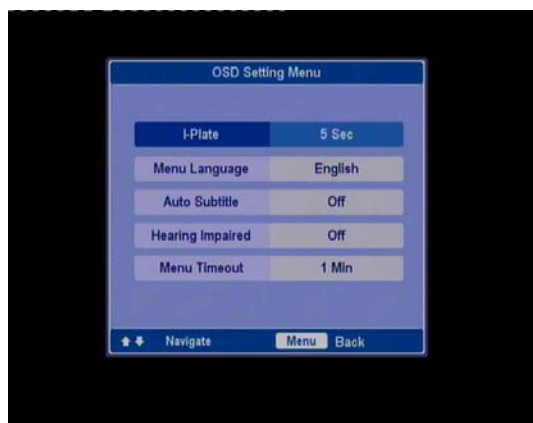 OSD Setting Menu
I-Plate 5 Sec
Menu Language English
Auto Subtitle Off
Hearing Impaired Off
Menu Timeout 1 Min
Navigate Menu Back